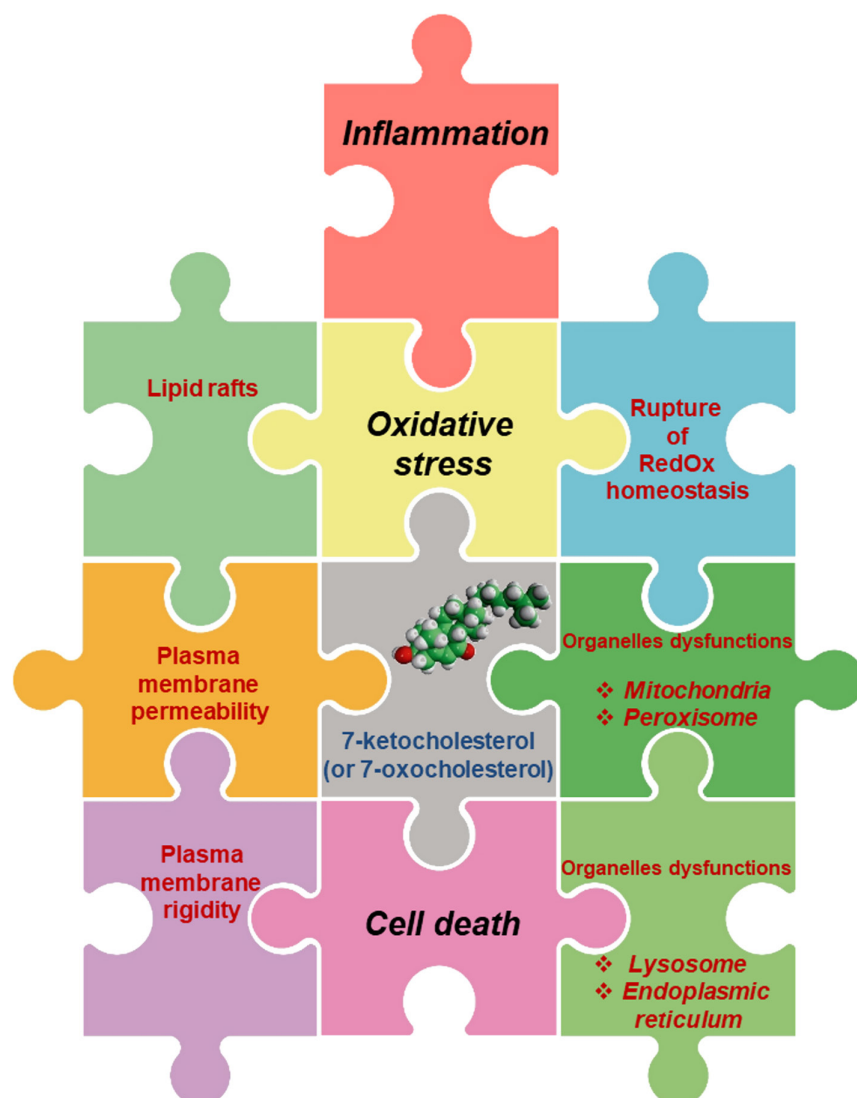 Inflammation
Lipid rafts
Oxidative
stress
Rupture
of
RedOx
homeostasis
Plasma
membrane
permeability
7-ketocholesterol
(or 7-oxocholesterol)
Organelles dysfunctions
❖ Mitochondria
❖ Peroxisome
Plasma
membrane
rigidity
Cell death
Organelles dysfunctions
❖ Lysosome
❖ Endoplasmic
reticulum